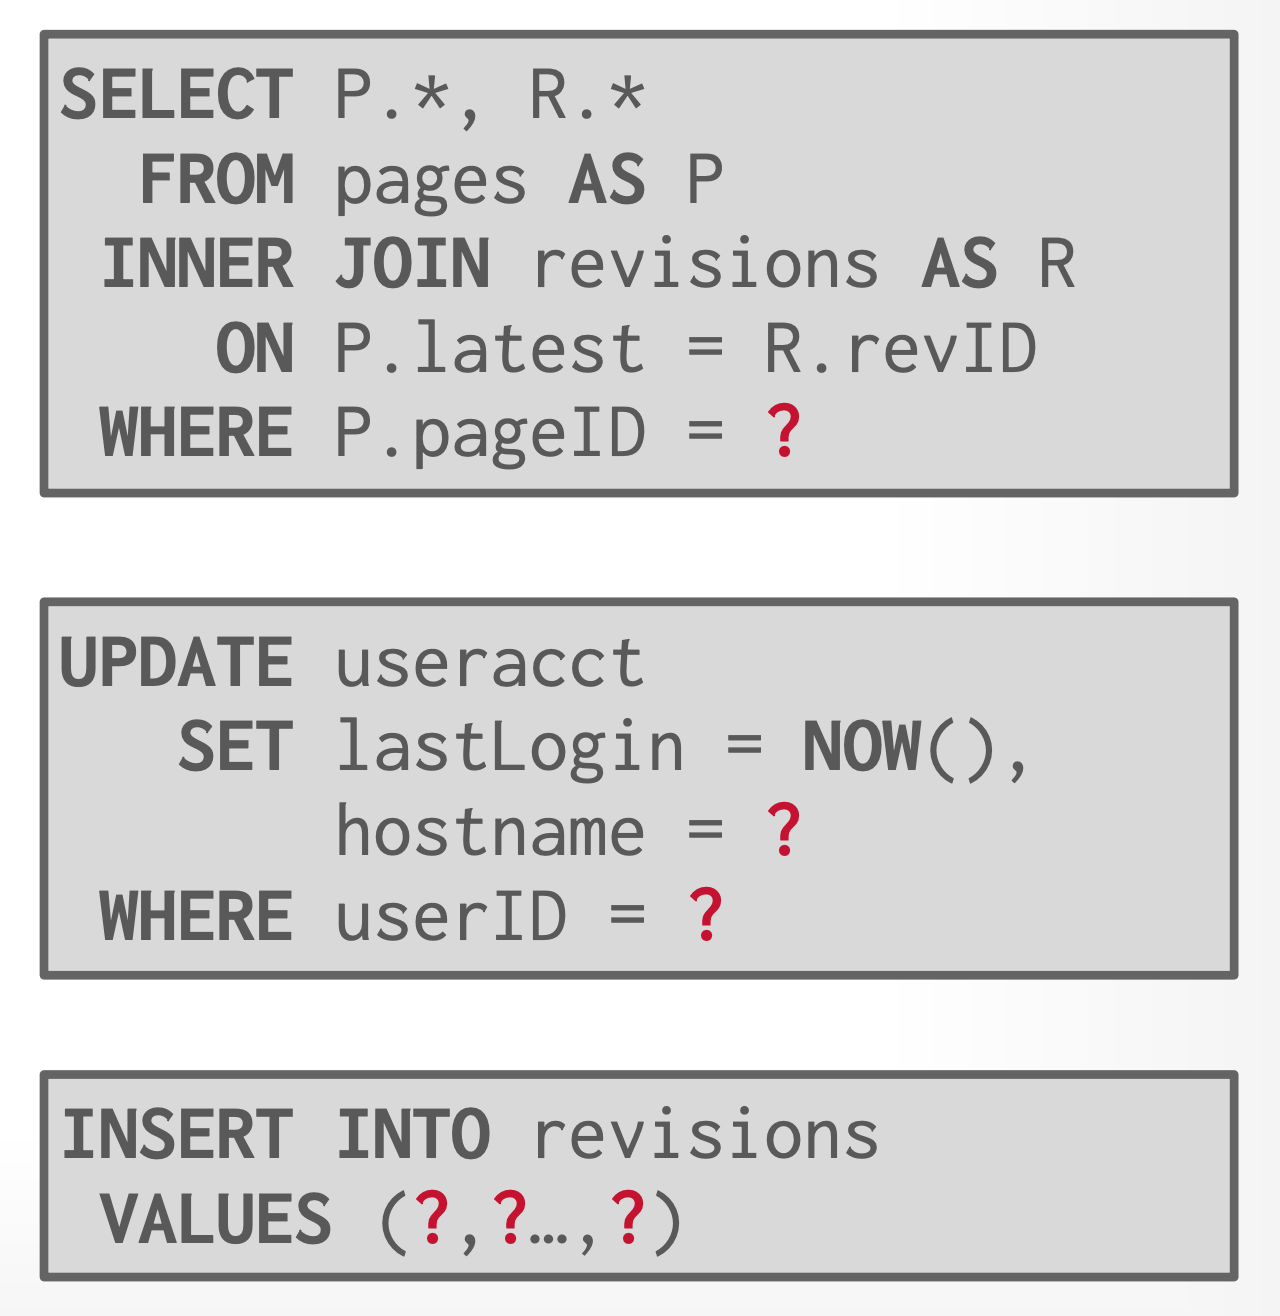 SELECT P.*, R.*
FROM pages AS P
INNER JOIN revisions AS R
ON P.latest = R.revID
WHERE P.pageID = ?
UPDATE useracct
SET lastLogin = NOW(),
hostname = ?
WHERE userID = ?
INSERT INTO revisions
VALUES (?,?…,?)